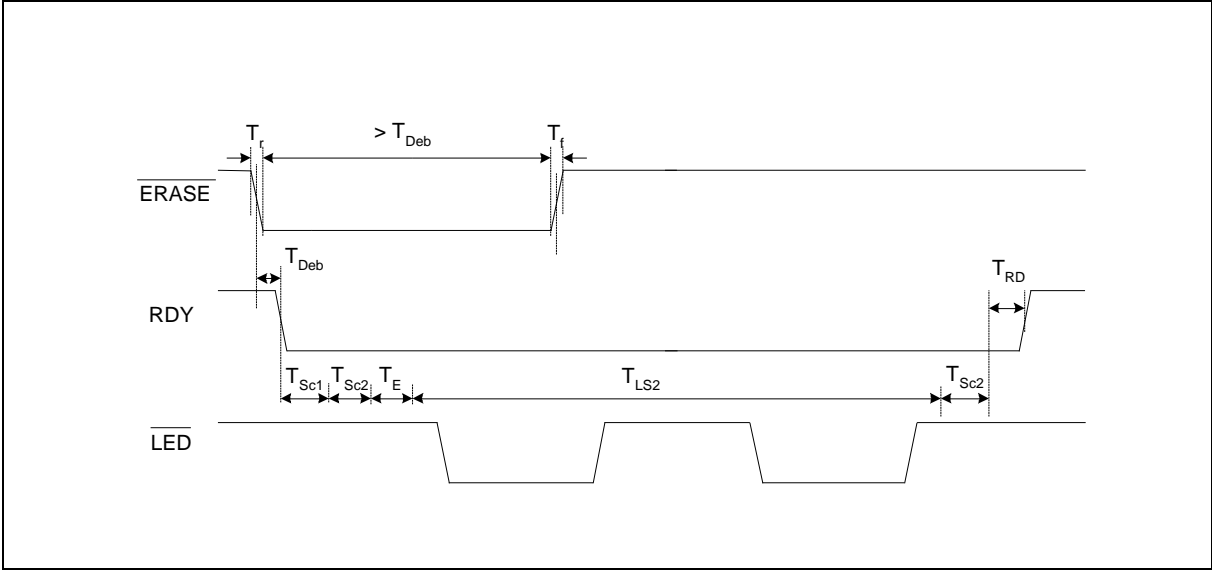 Tr
> TDeb
Tf
ERASE
TDeb
TRD
RDY
TSc1
TSc2
TE
TLS2
TSc2
LED